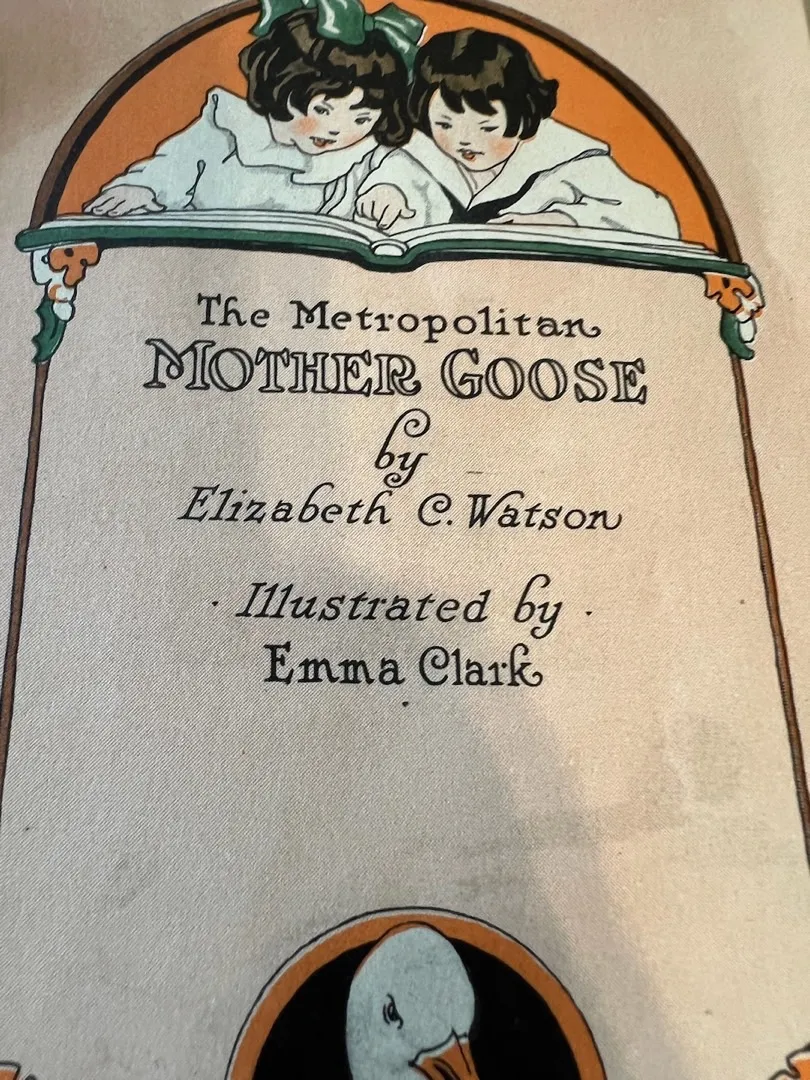 The Metropolitan
MOTHER GOOSE
by
Elizabeth C. Watson
· Illustrated by ·
Emma Clark